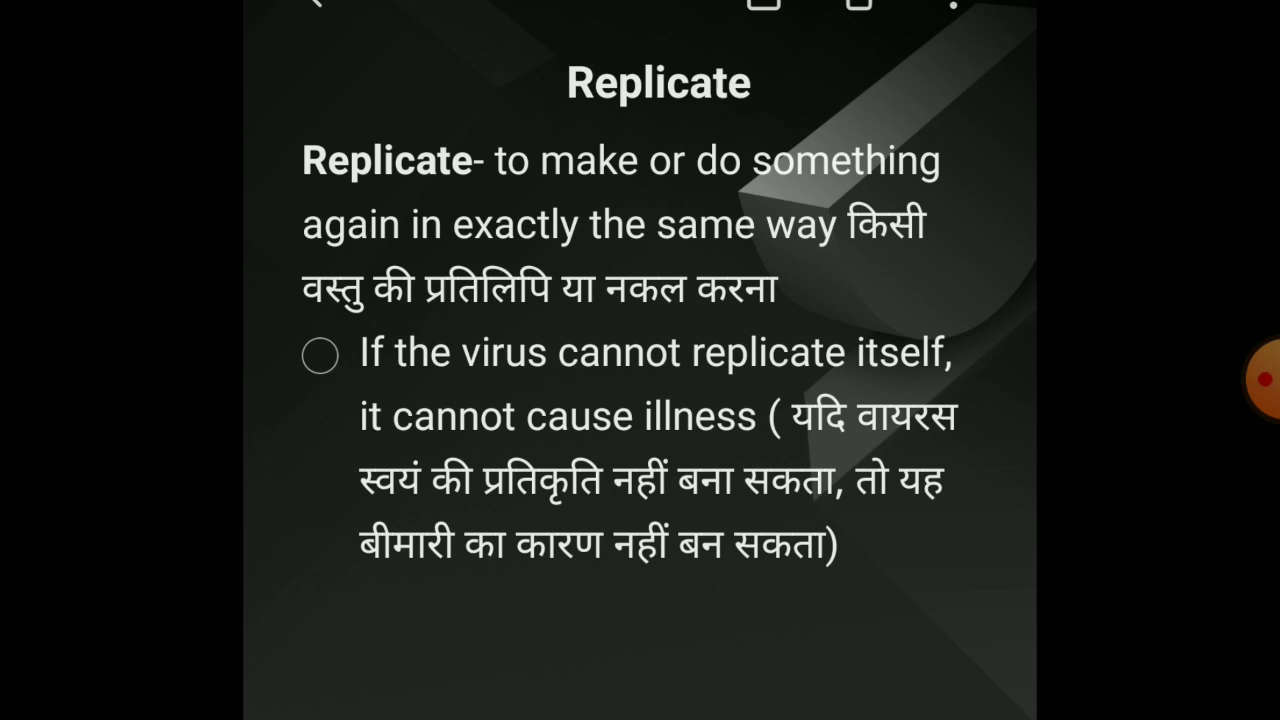 Replicate
Replicate- to make or do something
again in exactly the same way किसी
वस्तु की प्रतिलिपि या नकल करना
If the virus cannot replicate itself,
it cannot cause illness ( यदि वायरस
स्वयं की प्रतिकृति नहीं बना सकता, तो यह
बीमारी का कारण नहीं बन सकता)